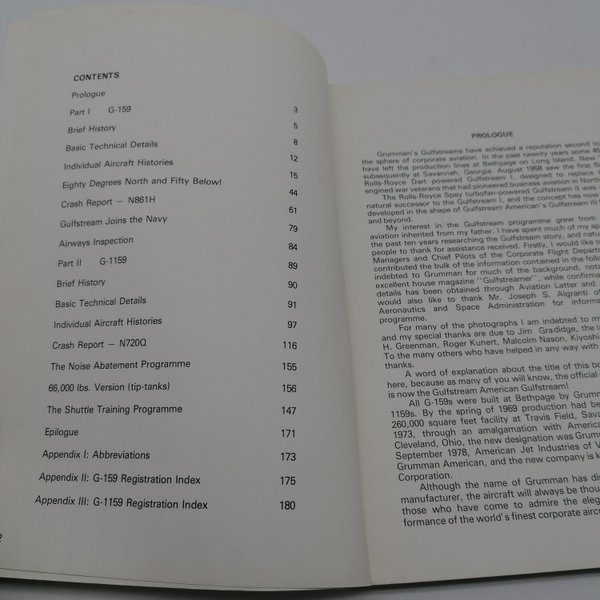 CONTENTS
Prologue 3
Part I G-159 5
Brief History 8
Basic Technical Details 12
Individual Aircraft Histories 15
Eighty Degrees North and Fifty Below! 44
Crash Report – N861H 61
Gulfstream Joins the Navy 79
Airways Inspection 84
Part II G-1159 89
Brief History 90
Basic Technical Details 91
Individual Aircraft Histories 97
Crash Report – N720Q 116
The Noise Abatement Programme 155
66,000 lbs. Version (tip-tanks) 156
The Shuttle Training Programme 147
Epilogue 171
Appendix I: Abbreviations 173
Appendix II: G-159 Registration Index 175
Appendix III: G-1159 Registration Index 180
2
PROLOGUE
Grumman's Gulfstreams have achieved a reputation second to
the sphere of corporate aviation. In the past twenty years some 45
have left the production lines at Bethpage on Long Island, New
subsequently at Savannah, Georgia. August 1958 saw the first
Rolls-Royce Dart powered Gulfstream I, designed to replace
engined war veterans that had pioneered business aviation in North
The Rolls-Royce Spey turbofan-powered Gulfstream II was
natural successor to the Gulfstream I, and the concept has now
developed in the shape of Gulfstream American's Gulfstream III
and beyond.
My interest in the Gulfstream programme grew from
aviation inherited from my father. I have spent much of my
the past ten years researching the Gulfstream story, and
people to thank for assistance received. Firstly, I would like to
Managers and Chief Pilots of the Corporate Flight
contributed the bulk of the information contained in the
indebted to Grumman for much of the background,
excellent house magazine "Gulfstreamer", while
details has been obtained through Aviation Letter and
would also like to thank Mr. Joseph S. Algranti of
Aeronautics and Space Administration for
programme.
For many of the photographs I am indebted to my
and my special thanks are due to Jim Gradidge, the
H. Greenman, Roger Kunert, Malcolm Nason, Kiyoshi
To the many others who have helped in any way with
thanks.
A word of explanation about the title of this
here, because as many of you will know, the official
is now the Gulfstream American Gulfstream!
All G-159s were built at Bethpage by
1159s. By the spring of 1969 production had
260,000 square feet facility at Travis Field,
1973, through an amalgamation with
Cleveland, Ohio, the new designation was
September 1978, American Jet Industries of
Grumman American, and the new company is
Corporation.
Although the name of Grumman has
manufacturer, the aircraft will always be
those who have come to admire the
formance of the world's finest corporate